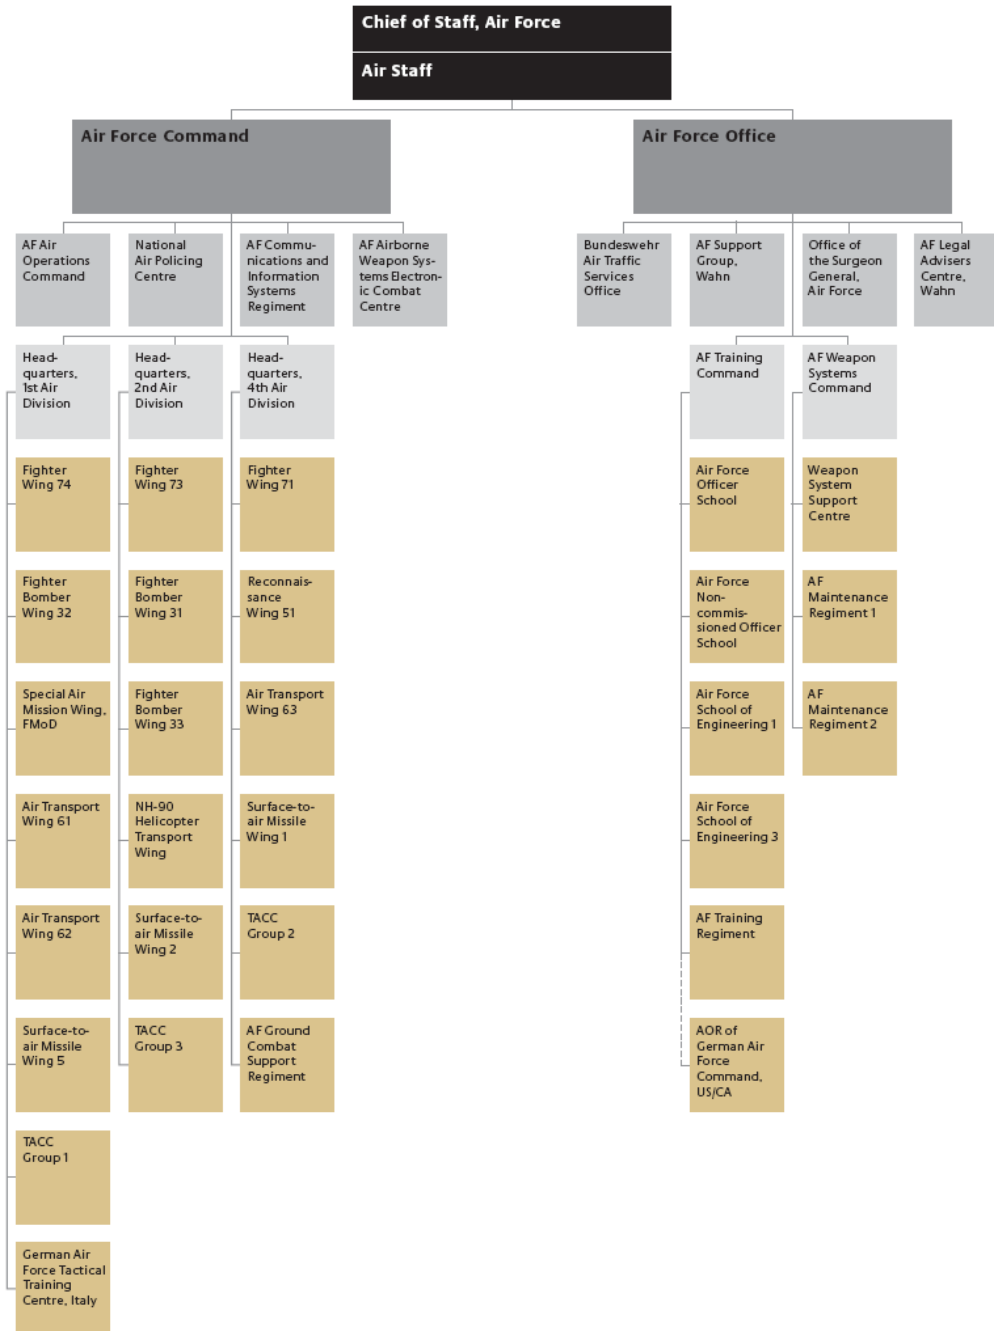 Chief of Staff, Air Force
Air Staff
Air Force Command
Air Force Office
AF Air
Operations
Command
National
Air Policing
Centre
AF Commu-
nications and
Information
Systems
Regiment
AF Airborne
Weapon Sys-
tems Electron-
ic Combat
Centre
Bundeswehr
Air Traffic
Services
Office
AF Support
Group,
Wahn
Office of
the Surgeon
General,
Air Force
AF Legal
Advisers
Centre,
Wahn
Head-
quarters,
1st Air
Division
Head-
quarters,
2nd Air
Division
Head-
quarters,
4th Air
Division
AF Training
Command
AF Weapon
Systems
Command
Fighter
Wing 74
Fighter
Wing 73
Fighter
Wing 71
Air Force
Officer
School
Weapon
System
Support
Centre
Fighter
Bomber
Wing 32
Fighter
Bomber
Wing 31
Reconnais-
sance
Wing 51
Air Force
Non-
commis-
sioned Officer
School
AF
Maintenance
Regiment 1
Special Air
Mission Wing,
FMoD
Fighter
Bomber
Wing 33
Air Transport
Wing 63
Air Force
School of
Engineering 1
AF
Maintenance
Regiment 2
Air Transport
Wing 61
NH-90
Helicopter
Transport
Wing
Surface-to-
air Missile
Wing 1
Air Force
School of
Engineering 3
Air Transport
Wing 62
Surface-to-
air Missile
Wing 2
TACC
Group 2
AF Training
Regiment
Surface-to-
air Missile
Wing 5
TACC
Group 3
AF Ground
Combat
Support
Regiment
AOR of
German Air
Force
Command,
US/CA
TACC
Group 1
German Air
Force Tactical
Training
Centre, Italy